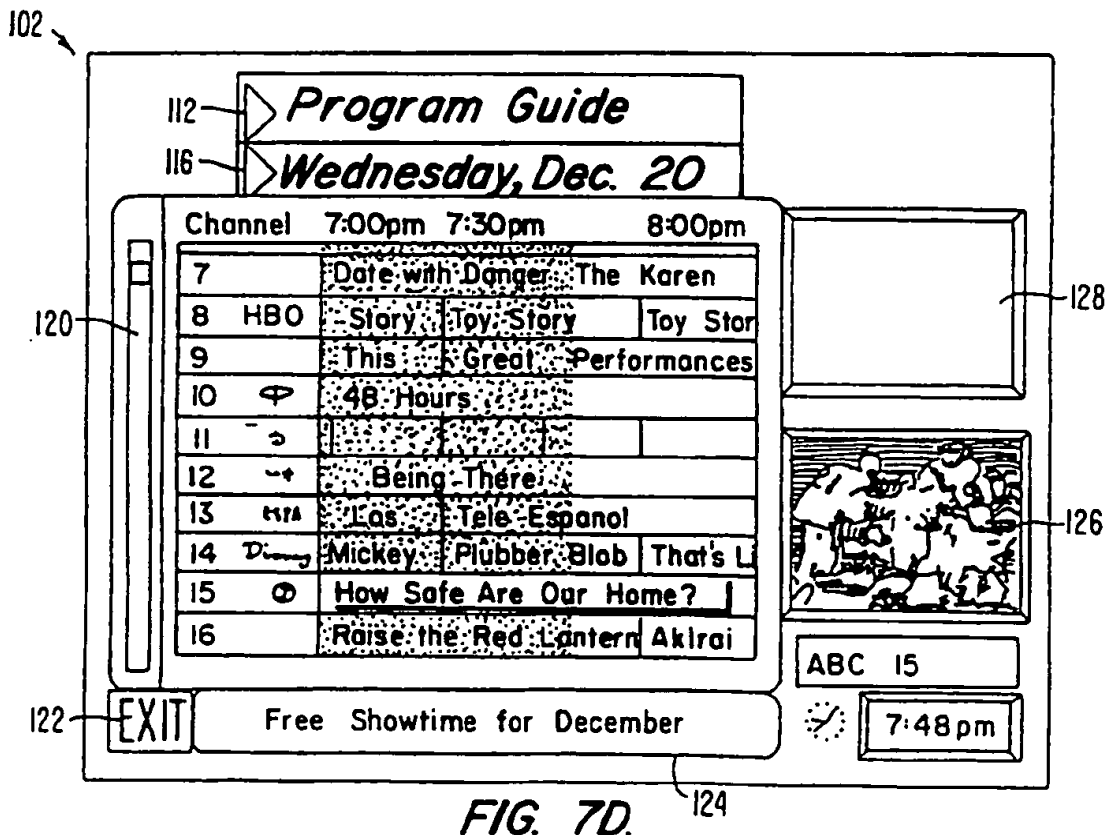 102
112
Program Guide
116
Wednesday, Dec. 20
Channel 7:00pm 7:30pm 8:00pm
7 Date with Danger The Karen
8 HBO Story Toy Story Toy Stor
9 This Great Performances
10 48 Hours
11
12 Being There
13 Las Tele Espanol
14 Disney Mickey Plubber Blob That's Li
15 How Safe Are Our Home?
16 Raise the Red Lantern Aklrai
120
128
126
ABC 15
122 EXIT
Free Showtime for December
7:48pm
124
FIG. 7D.